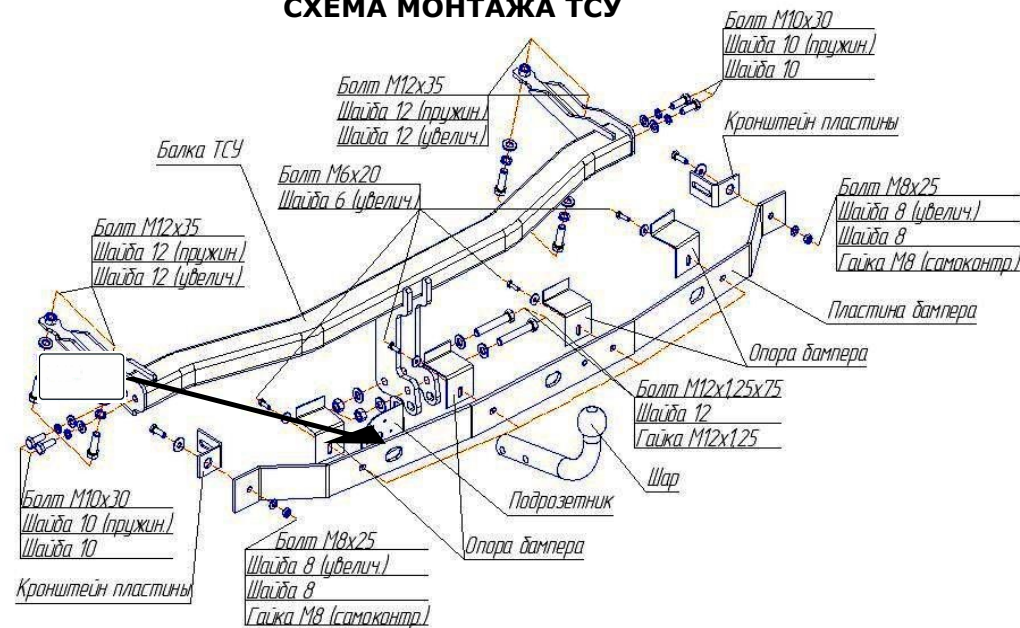 СХЕМА МОНТАЖА ТСУ
Болт М10х30
Шайба 10 (пружин.)
Шайба 10
Болт М12х35
Шайба 12 (пружин.)
Шайба 12 (увелич.)
Кронштейн пластины
Балка ТСУ
Болт М6х20
Шайба 6 (увелич.)
Болт М8х25
Шайба 8 (увелич.)
Шайба 8
Гайка М8 (самоконтр.)
Болт М12х35
Шайба 12 (пружин.)
Шайба 12 (увелич.)
Пластина бампера
Опора бампера
Болт М12х1,25х75
Шайба 12
Гайка М12х1,25
Шар
Подрозетник
Опора бампера
Болт М10х30
Шайба 10 (пружин.)
Шайба 10
Кронштейн пластины
Болт М8х25
Шайба 8 (увелич.)
Шайба 8
Гайка М8 (самоконтр.)